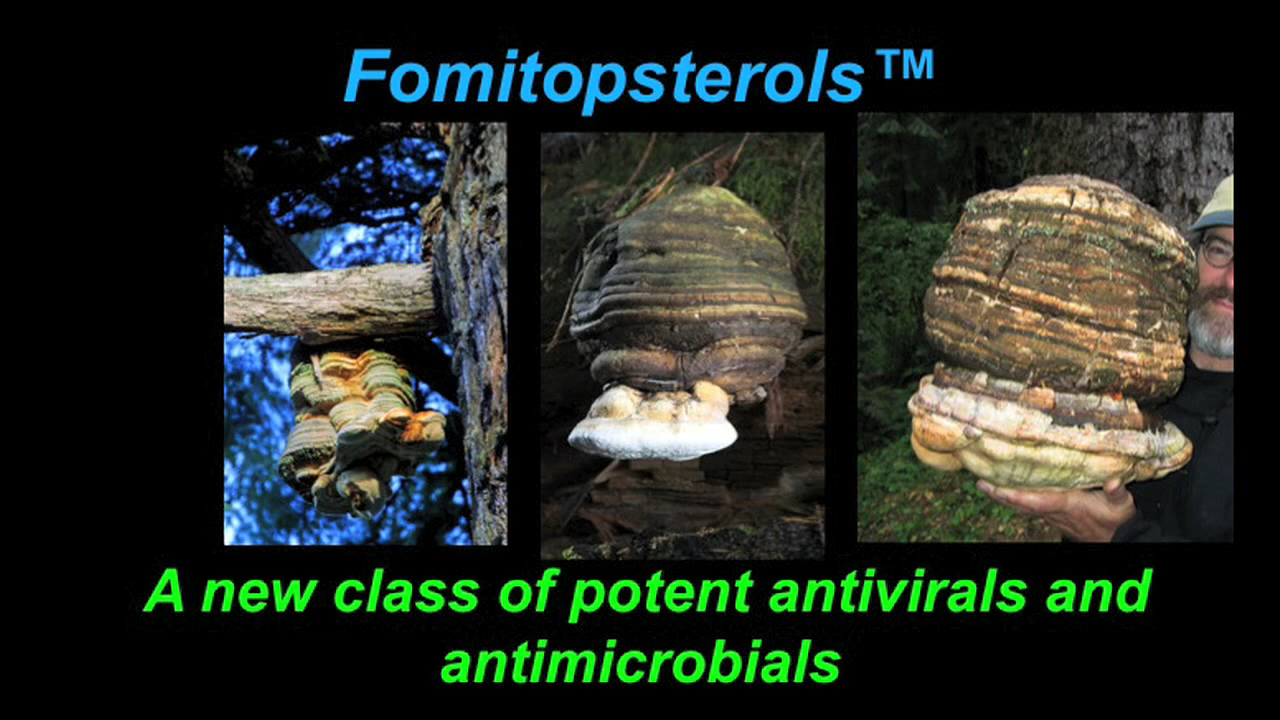 Fomitopsterols™
A new class of potent antivirals and
antimicrobials